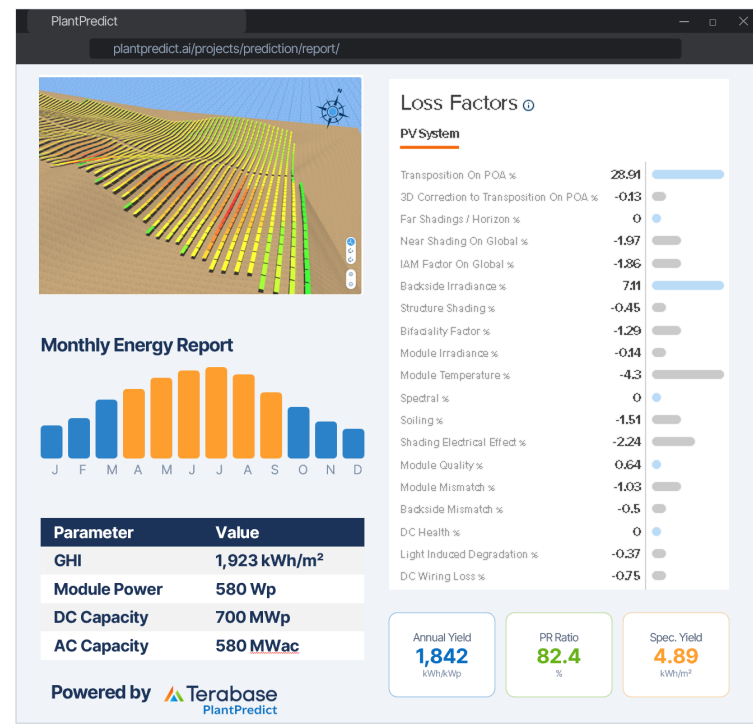 PlantPredict
plantpredict.ai/projects/prediction/report/
N
Monthly Energy Report
J F M A M J J A S O N D
Parameter Value
GHI 1,923 kWh/m²
Module Power 580 Wp
DC Capacity 700 MWp
AC Capacity 580 MWac
Powered by Terabase
PlantPredict
Loss Factors
PV System
Transposition On POA % 28.91
3D Correction to Transposition On POA % -0.13
Far Shadings / Horizon % 0
Near Shading On Global % -1.97
IAM Factor On Global % -1.86
Backside Irradiance % 7.11
Structure Shading % -0.45
Bifaciality Factor % -1.29
Module Irradiance % -0.14
Module Temperature % -4.3
Spectral % 0
Soiling % -1.51
Shading Electrical Effect % -2.24
Module Quality % 0.64
Module Mismatch % -1.03
Backside Mismatch % -0.5
DC Health % 0
Light Induced Degradation % -0.37
DC Wiring Loss % -0.75
Annual Yield
1,842
kWh/kWp
PR Ratio
82.4
%
Spec. Yield
4.89
kWh/m²